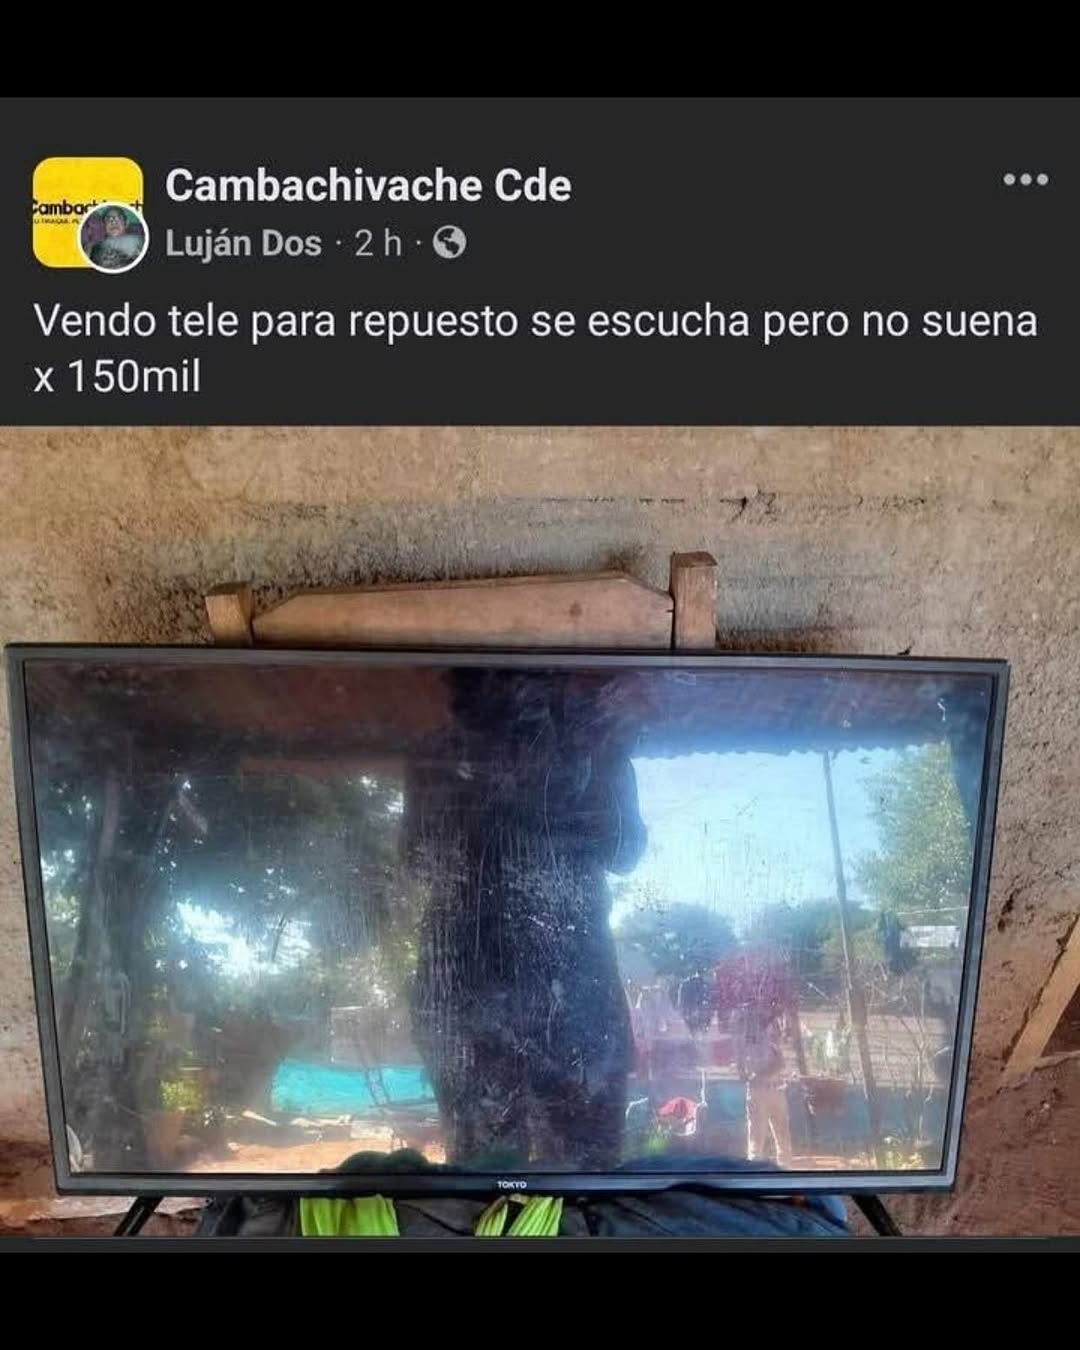 Cambachivache Cde
Luján Dos · 2 h ·
Vendo tele para repuesto se escucha pero no suena
x 150mil
TOKYO